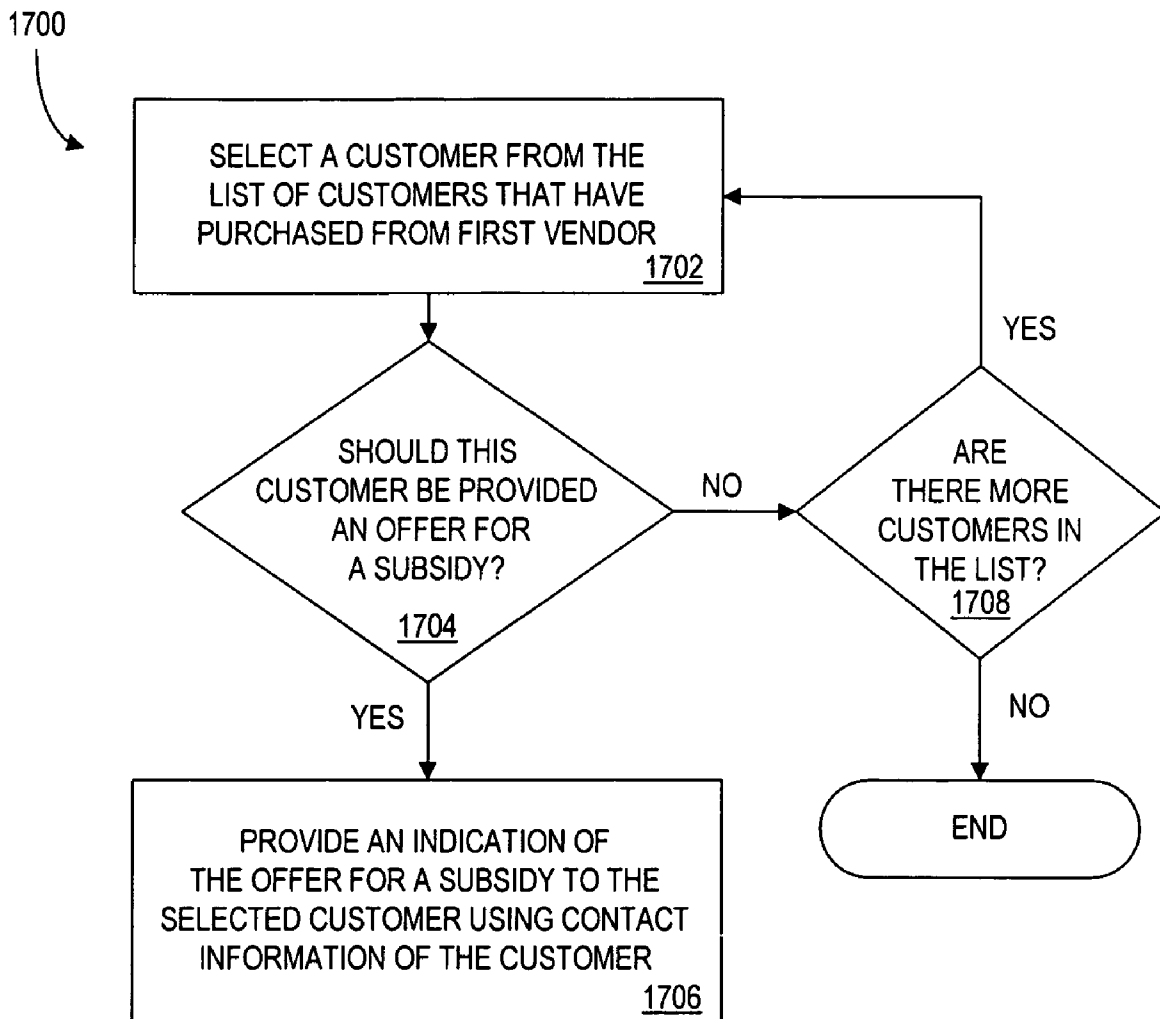 1700
SELECT A CUSTOMER FROM THE
LIST OF CUSTOMERS THAT HAVE
PURCHASED FROM FIRST VENDOR
1702
YES
SHOULD THIS
CUSTOMER BE PROVIDED
AN OFFER FOR
A SUBSIDY?
1704
NO
ARE
THERE MORE
CUSTOMERS IN
THE LIST?
1708
YES
NO
PROVIDE AN INDICATION OF
THE OFFER FOR A SUBSIDY TO THE
SELECTED CUSTOMER USING CONTACT
INFORMATION OF THE CUSTOMER
1706
END